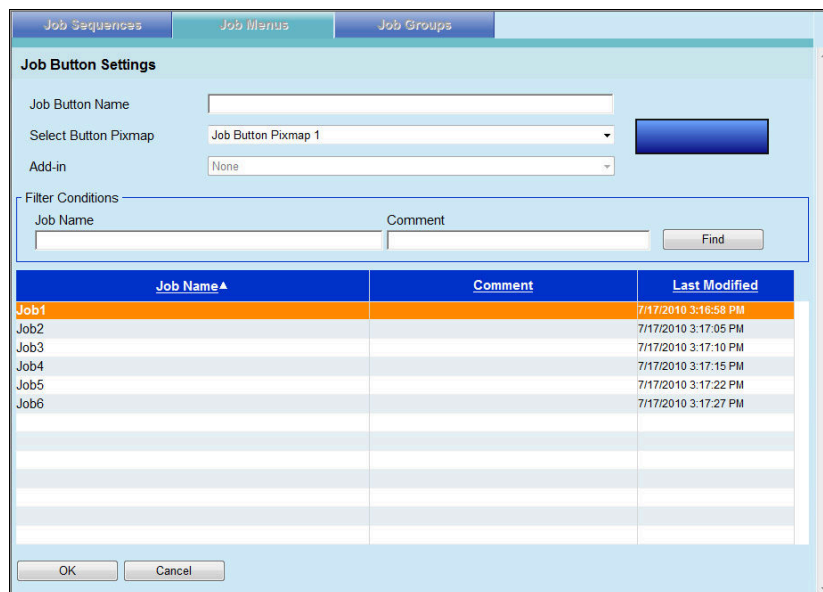 Job Sequences Job Menus Job Groups
Job Button Settings
Job Button Name
Select Button Pixmap Job Button Pixmap 1
Add-in None
Filter Conditions
Job Name Comment
Find
Job Name▲ Comment Last Modified
Job1 7/17/2010 3:16:58 PM
Job2 7/17/2010 3:17:05 PM
Job3 7/17/2010 3:17:10 PM
Job4 7/17/2010 3:17:15 PM
Job5 7/17/2010 3:17:22 PM
Job6 7/17/2010 3:17:27 PM
OK Cancel